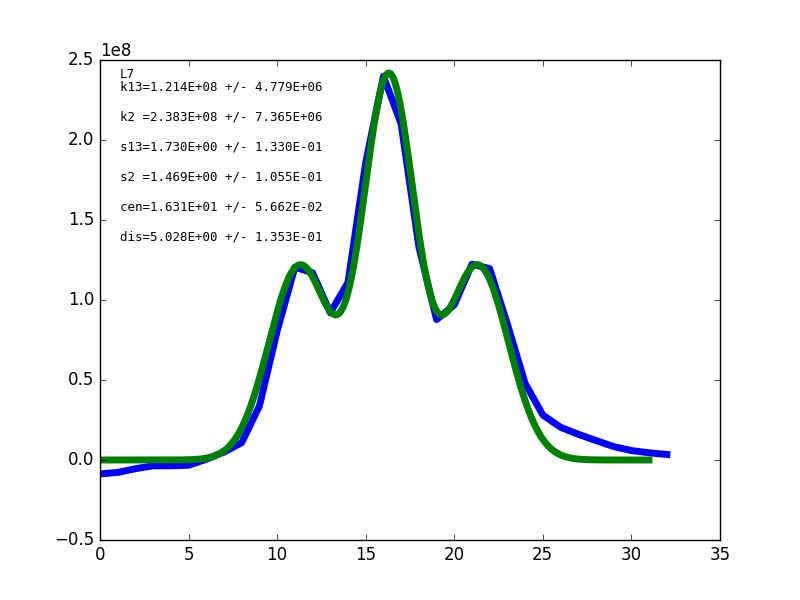 1e8
2.5
2.0
1.5
1.0
0.5
0.0
−0.5
L7
k13=1.214E+08 +/- 4.779E+06
k2 =2.383E+08 +/- 7.365E+06
s13=1.730E+00 +/- 1.330E-01
s2 =1.469E+00 +/- 1.055E-01
cen=1.631E+01 +/- 5.662E-02
dis=5.028E+00 +/- 1.353E-01
0 5 10 15 20 25 30 35